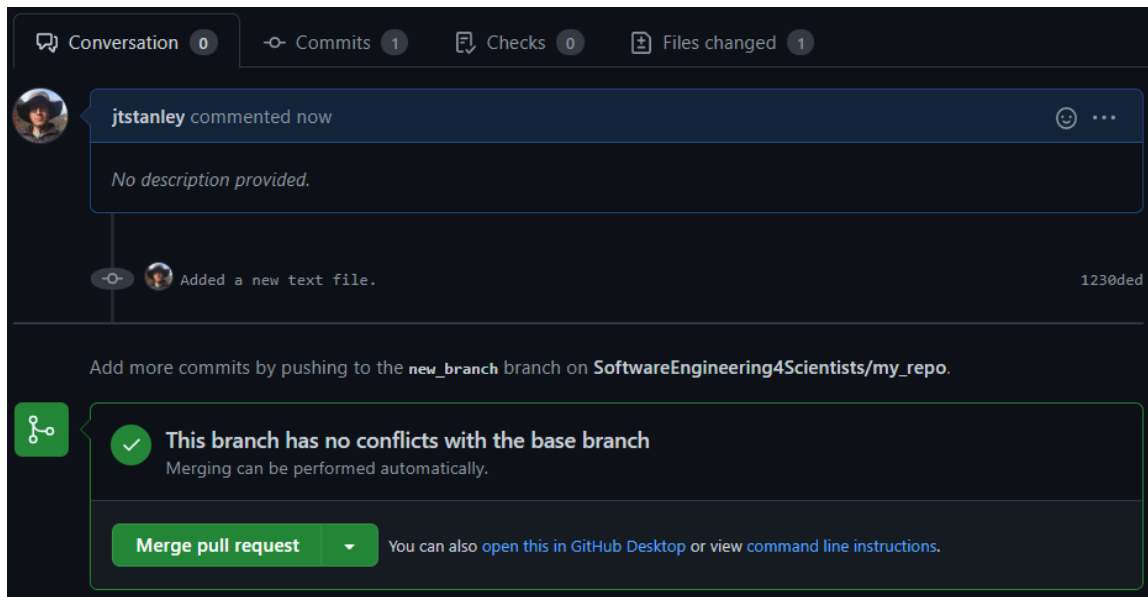 Conversation 0 Commits 1 Checks 0 Files changed 1
jtstanley commented now
No description provided.
Added a new text file. 1230ded
Add more commits by pushing to the new_branch branch on SoftwareEngineering4Scientists/my_repo.
This branch has no conflicts with the base branch
Merging can be performed automatically.
Merge pull request You can also open this in GitHub Desktop or view command line instructions.